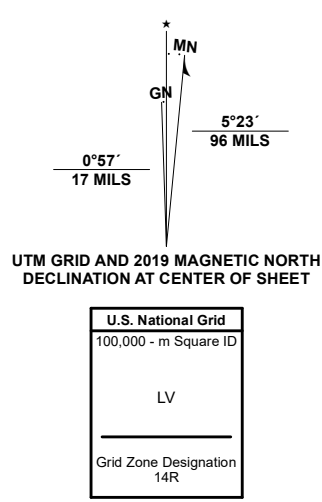 ★
MN
GN
5°23´
96 MILS
0°57´
17 MILS
UTM GRID AND 2019 MAGNETIC NORTH
DECLINATION AT CENTER OF SHEET
U.S. National Grid
100,000 - m Square ID
LV
Grid Zone Designation
14R